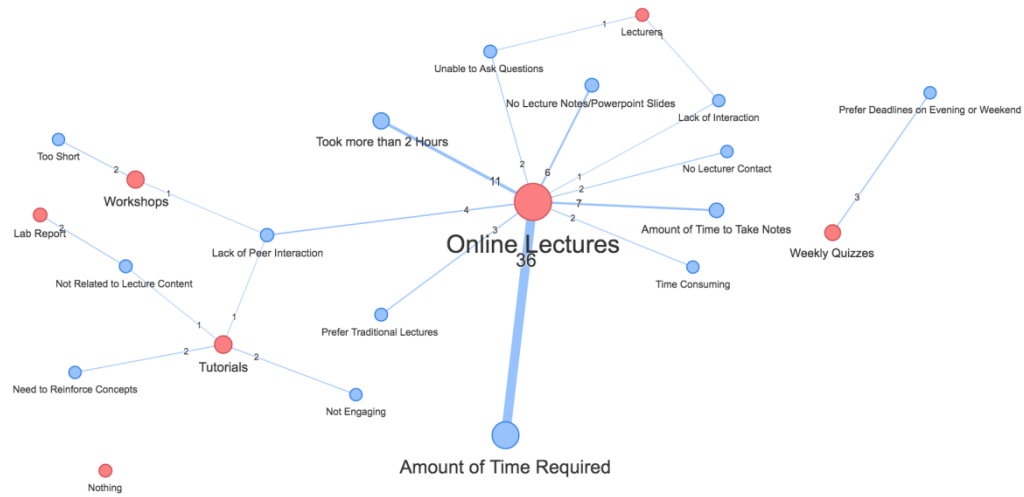 1
Lecturers
1
Unable to Ask Questions
No Lecture Notes/Powerpoint Slides
Prefer Deadlines on Evening or Weekend
Lack of Interaction
Took more than 2 Hours
Too Short
2
Workshops
1
2
6
1
2
No Lecturer Contact
11
7
3
Lab Report
2
4
2
Amount of Time to Take Notes
3
Online Lectures
36
Weekly Quizzes
Lack of Peer Interaction
Not Related to Lecture Content
Time Consuming
1
1
Prefer Traditional Lectures
2
2
Tutorials
Need to Reinforce Concepts
Not Engaging
Amount of Time Required
Nothing